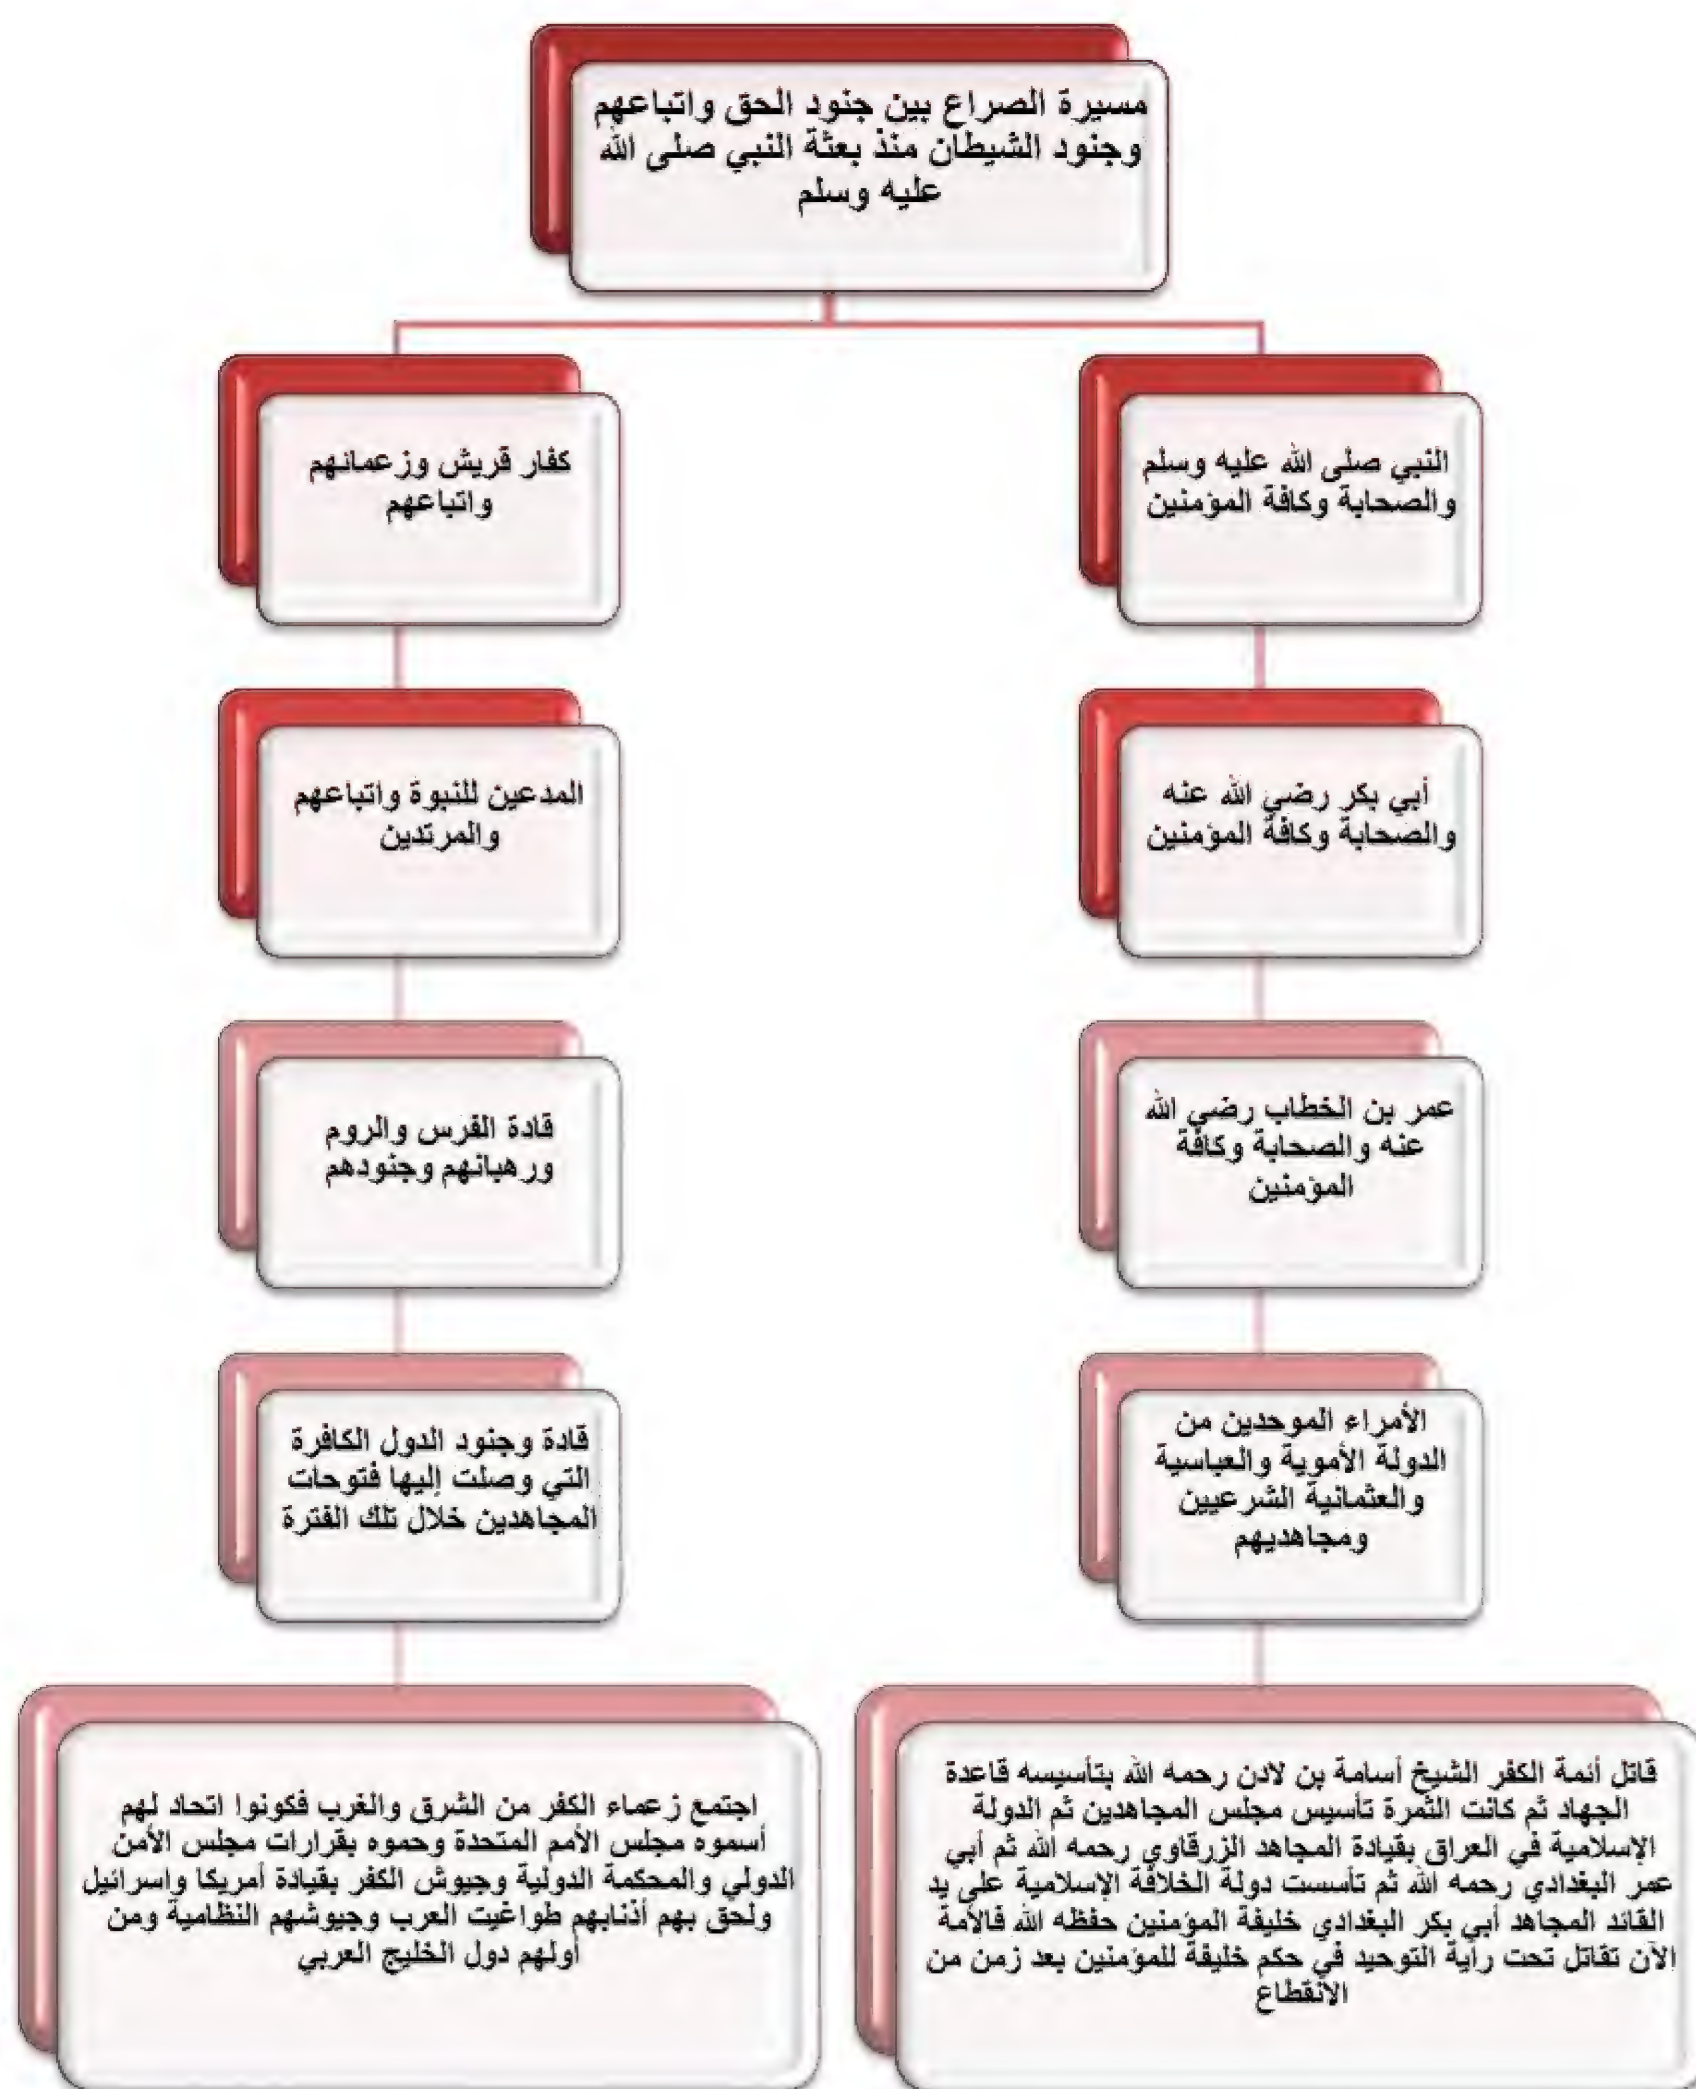 مسيرة الصراع بين جنود الحق واتباعهم
وجنود الشيطان منذ بعثة النبي صلى الله
عليه وسلم
النبي صلى الله عليه وسلم
والصحابة وكافة المؤمنين
كفار قريش وزعمائهم
واتباعهم
أبي بكر رضي الله عنه
والصحابة وكافة المؤمنين
المدعين للنبوة واتباعهم
والمرتدين
عمر بن الخطاب رضي الله
عنه والصحابة وكافة
المؤمنين
قادة الفرس والروم
ورهبانهم وجنودهم
الأمراء الموحدين من
الدولة الأموية والعباسية
والعثمانية الشرعيين
ومجاهديهم
قادة وجنود الدول الكافرة
التي وصلت إليها فتوحات
المجاهدين خلال تلك الفترة
قاتل أئمة الكفر الشيخ أسامة بن لادن رحمه الله بتأسيسه قاعدة
الجهاد ثم كانت الثمرة تأسيس مجلس المجاهدين ثم الدولة
الإسلامية في العراق بقيادة المجاهد الزرقاوي رحمه الله ثم أبي
عمر البغدادي رحمه الله ثم تأسست دولة الخلافة الإسلامية على يد
القائد المجاهد أبي بكر البغدادي خليفة المؤمنين حفظه الله فالأمة
الآن تقاتل تحت راية التوحيد في حكم خليفة للمؤمنين بعد زمن من
الانقطاع
اجتمع زعماء الكفر من الشرق والغرب فكونوا اتحاد لهم
أسموه مجلس الأمم المتحدة وحموه بقرارات مجلس الأمن
الدولي والمحكمة الدولية وجيوش الكفر بقيادة أمريكا واسرائيل
ولحق بهم أذنابهم طواغيت العرب وجيوشهم النظامية ومن
أولهم دول الخليج العربي